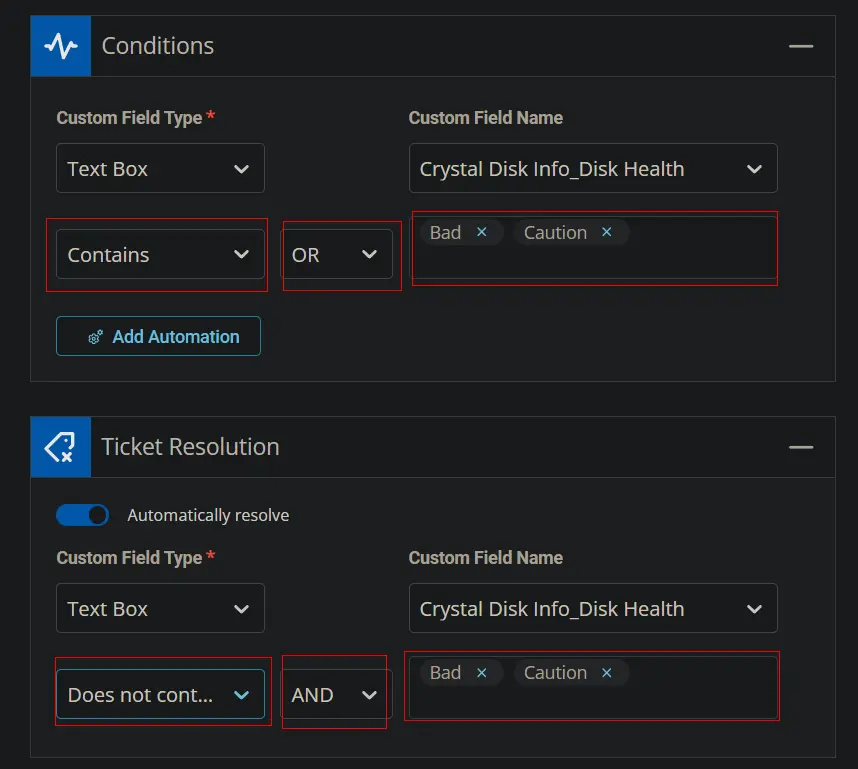 Conditions
Custom Field Type * Custom Field Name
Text Box Crystal Disk Info_Disk Health
Contains OR Bad × Caution ×
Add Automation
Ticket Resolution
Automatically resolve
Custom Field Type * Custom Field Name
Text Box Crystal Disk Info_Disk Health
Does not cont... AND Bad × Caution ×